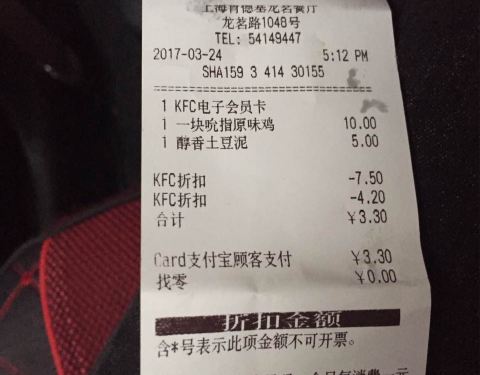 上海肯德基龙茗餐厅
龙茗路1048号
TEL: 54149447
2017-03-24 5:12 PM
SHA159 3 414 30155
1 KFC电子会员卡
1 一块吮指原味鸡 10.00
1 醇香土豆泥 5.00
KFC折扣 -7.50
KFC折扣 -4.20
合计 ￥3.30
Card支付宝顾客支付 ￥3.30
找零 ￥0.00
折扣金额
含*号表示此项金额不可开票。